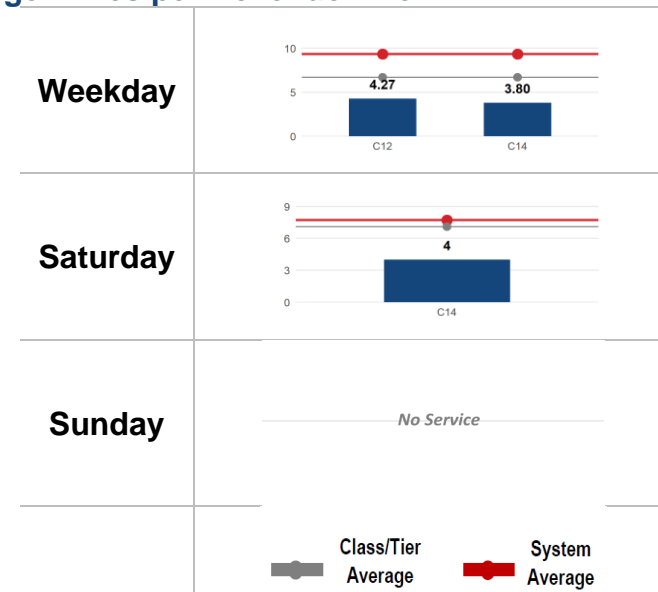 Weekday
10
5
0
4.27
3.80
C12
C14
Saturday
9
6
3
0
4
C14
Sunday
No Service
Class/Tier
Average
System
Average